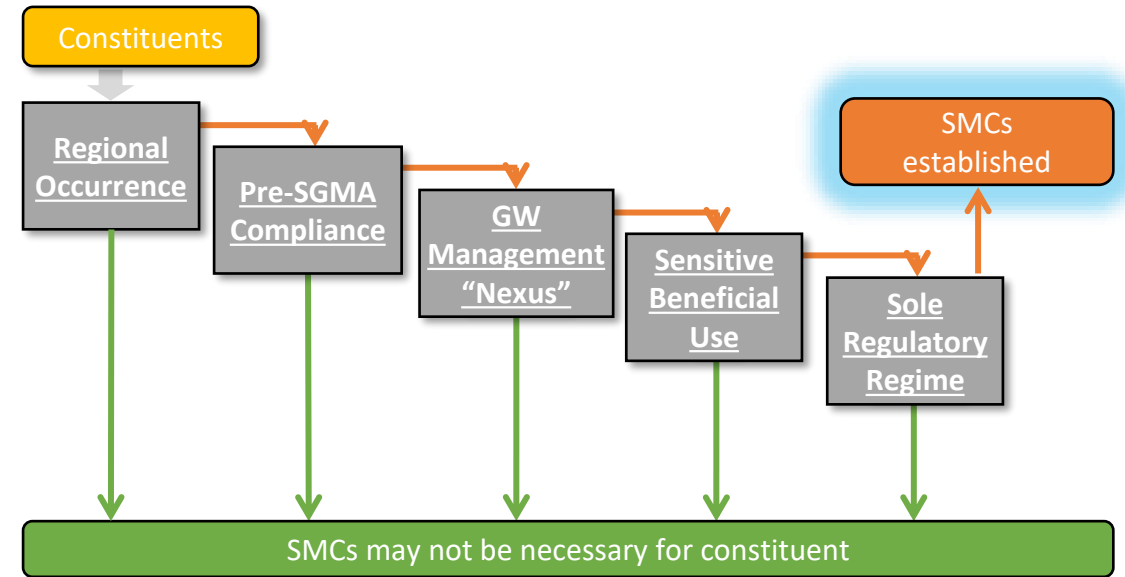 Constituents
Regional
Occurrence
Pre-SGMA
Compliance
GW
Management
“Nexus”
Sensitive
Beneficial
Use
Sole
Regulatory
Regime
SMCs
established
SMCs may not be necessary for constituent